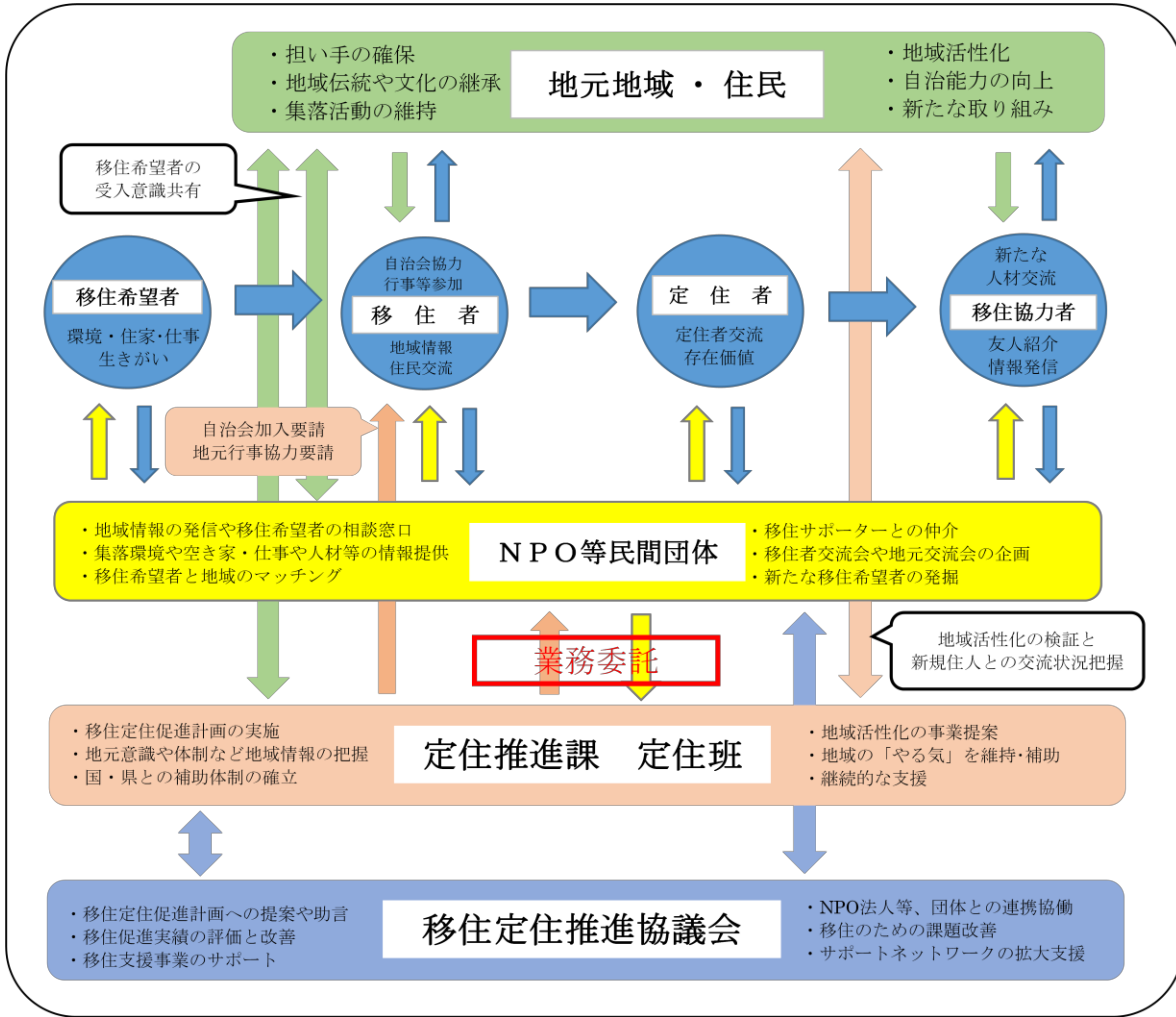 ・担い手の確保
・地域伝統や文化の継承
・集落活動の維持
地元地域 ・ 住民
・地域活性化
・自治能力の向上
・新たな取り組み
移住希望者の
受入意識共有
移住希望者
環境・住家・仕事
生きがい
自治会協力
行事等参加
移 住 者
地域情報
住民交流
定 住 者
定住者交流
存在価値
新たな
人材交流
移住協力者
友人紹介
情報発信
自治会加入要請
地元行事協力要請
・地域情報の発信や移住希望者の相談窓口
・集落環境や空き家・仕事や人材等の情報提供
・移住希望者と地域のマッチング
ＮＰＯ等民間団体
・移住サポーターとの仲介
・移住者交流会や地元交流会の企画
・新たな移住希望者の発掘
業務委託
地域活性化の検証と
新規住人との交流状況把握
・移住定住促進計画の実施
・地元意識や体制など地域情報の把握
・国・県との補助体制の確立
定住推進課　定住班
・地域活性化の事業提案
・地域の「やる気」を維持･補助
・継続的な支援
・移住定住促進計画への提案や助言
・移住促進実績の評価と改善
・移住支援事業のサポート
移住定住推進協議会
・NPO法人等、団体との連携協働
・移住のための課題改善
・サポートネットワークの拡大支援